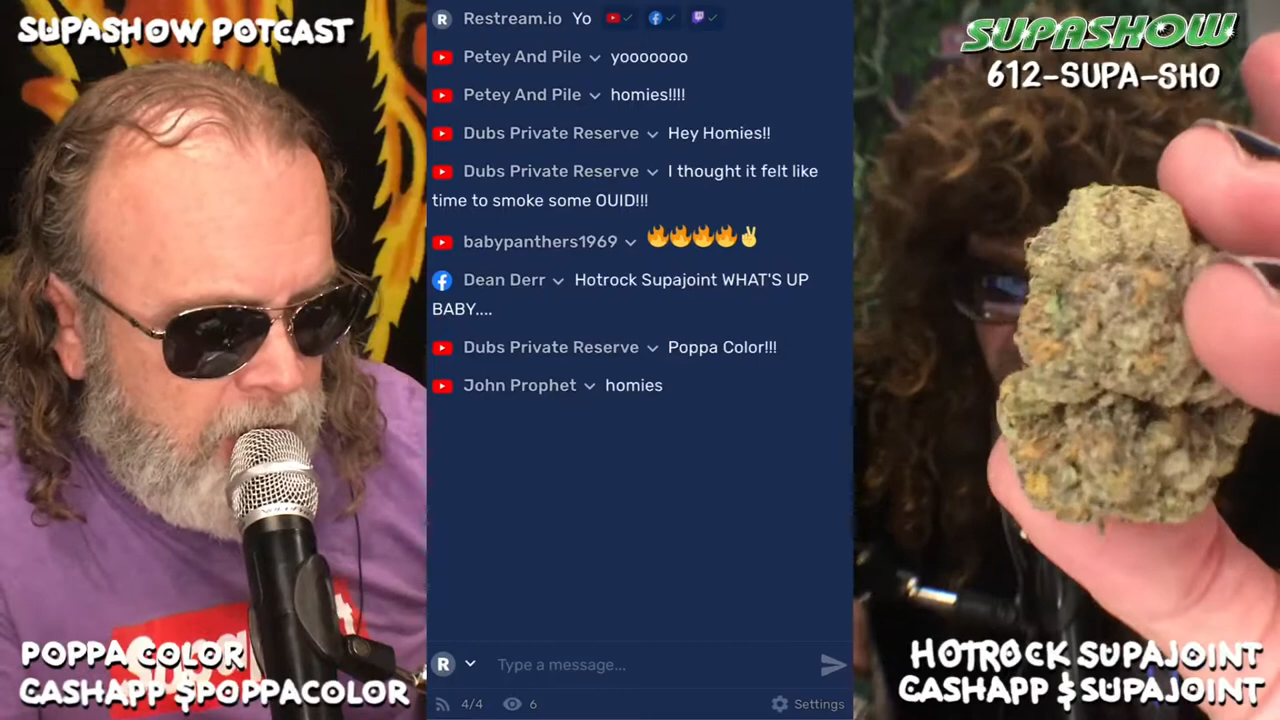 SUPASHOW POTCAST
POPPA COLOR
CASHAPP $POPPACOLOR
Restream.io Yo
Petey And Pile yooooooo
Petey And Pile homies!!!!
Dubs Private Reserve Hey Homies!!
Dubs Private Reserve I thought it felt like
time to smoke some OUID!!!
babypanthers1969 🔥🔥🔥🔥✌
Dean Derr Hotrock Supajoint WHAT'S UP
BABY....
Dubs Private Reserve Poppa Color!!!
John Prophet homies
Type a message...
4/4 6 Settings
SUPASHOW
612-SUPA-SHO
HOTROCK SUPAJOINT
CASHAPP $SUPAJOINT